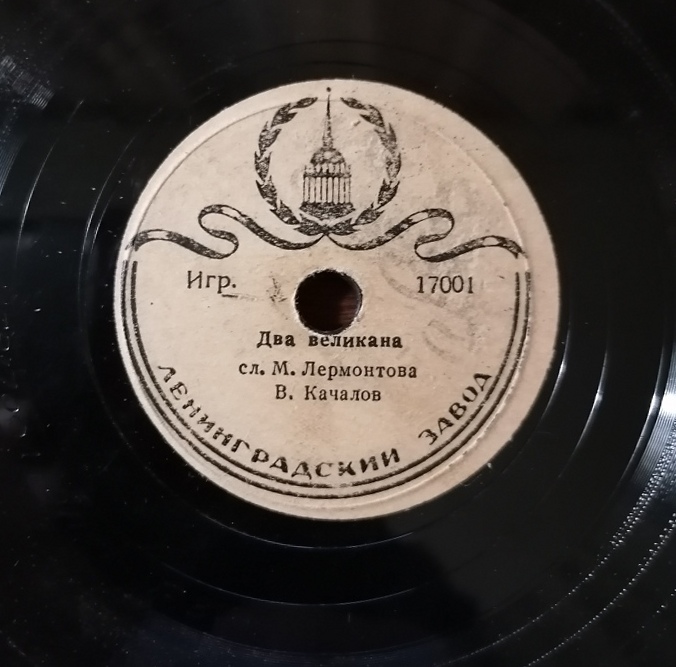 Игр. 17001
Два великана
сл. М. Лермонтова
В. Качалов
ЛЕНИНГРАДСКИЙ ЗАВОД